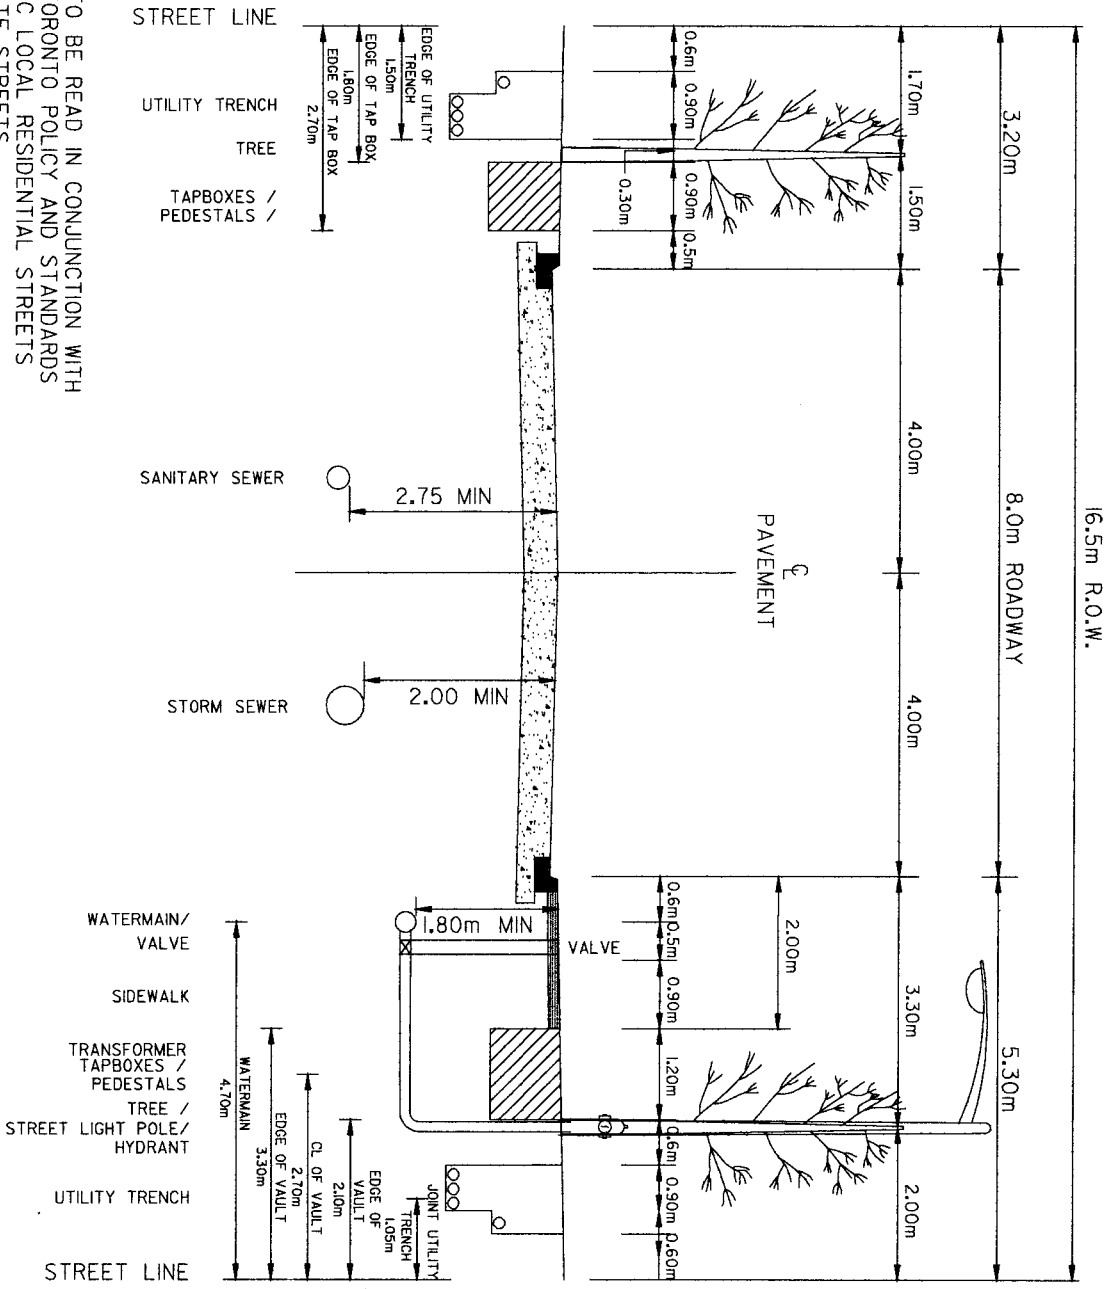 16.5m R.O.W.
3.20m
8.0m ROADWAY
5.30m
1.70m
1.50m
4.00m
4.00m
3.30m
2.00m
0.6m
0.90m
0.90m
0.5m
0.30m
℄
PAVEMENT
2.00m
0.6m
0.5m
0.90m
1.20m
0.6m
0.90m
0.60m
VALVE
2.75 MIN
2.00 MIN
1.80m MIN
EDGE OF UTILITY
TRENCH
1.50m
EDGE OF TAP BOX
1.80m
EDGE OF TAP BOX
2.70m
JOINT UTILITY
TRENCH
1.05m
EDGE OF
VAULT
2.10m
CL OF VAULT
2.70m
EDGE OF VAULT
3.30m
WATERMAIN
4.70m
STREET LINE
UTILITY TRENCH
TREE
TAPBOXES /
PEDESTALS /
SANITARY SEWER
STORM SEWER
WATERMAIN/
VALVE
SIDEWALK
TRANSFORMER
TAPBOXES /
PEDESTALS
TREE /
STREET LIGHT POLE/
HYDRANT
UTILITY TRENCH
STREET LINE
BE READ IN CONJUNCTION WITH
POLICY AND STANDARDS
LOCAL RESIDENTIAL STREETS
STREETS